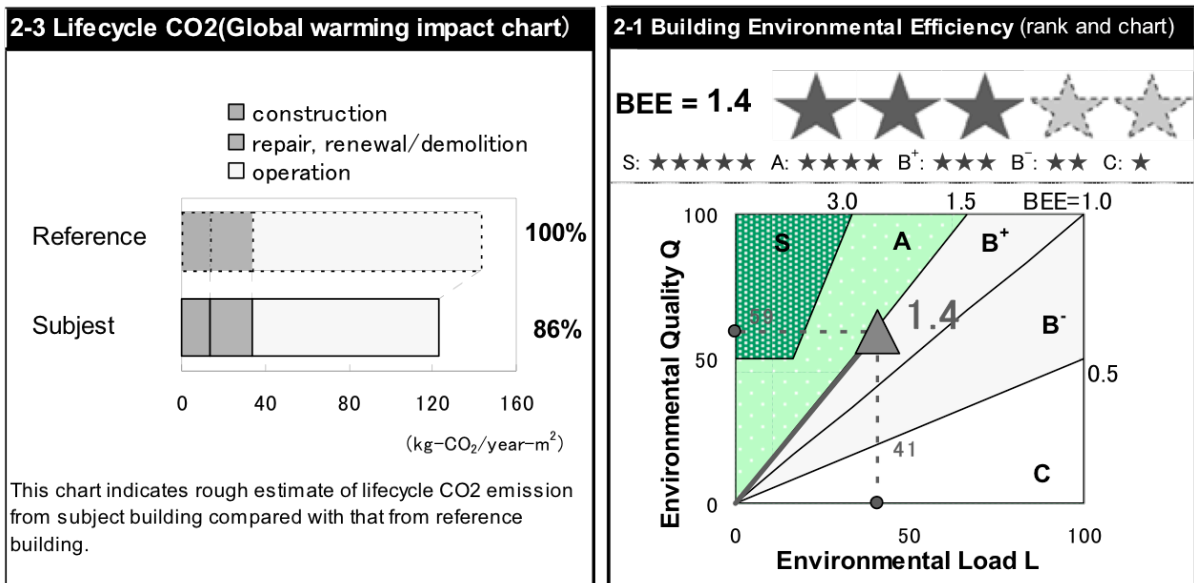 2-3 Lifecycle CO2(Global warming impact chart)
construction
repair, renewal/demolition
operation
Reference
100%
Subjest
86%
0 40 80 120 160
(kg-CO₂/year-m²)
This chart indicates rough estimate of lifecycle CO2 emission
from subject building compared with that from reference
building.
2-1 Building Environmental Efficiency (rank and chart)
BEE = 1.4
S: ★★★★★ A: ★★★★ B⁺: ★★★ B⁻: ★★ C: ★
3.0 1.5 BEE=1.0
100
S A B⁺
Environmental Quality Q
59
1.4
B⁻
50
0.5
41
C
0
0 50 100
Environmental Load L